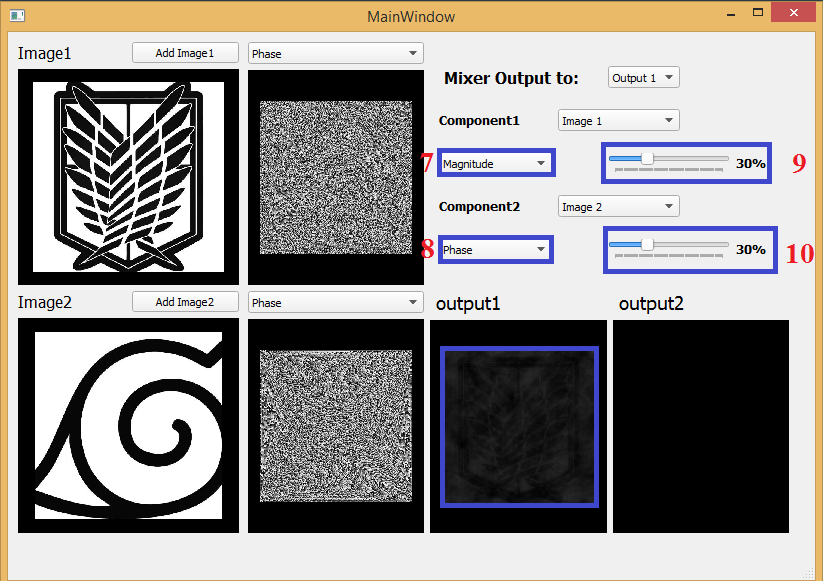 MainWindow
Image1
Add Image1
Phase
Mixer Output to:
Output 1
Component1
Image 1
7
Magnitude
30%
9
Component2
Image 2
8
Phase
30%
10
Image2
Add Image2
Phase
output1
output2